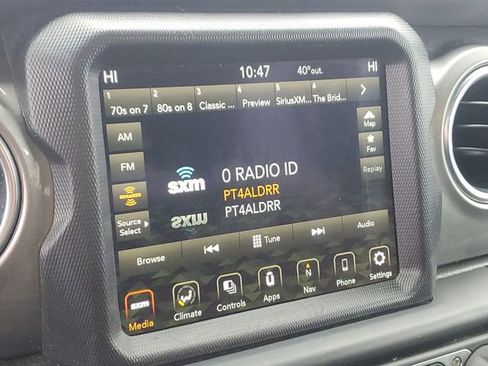 HI 10:47 40°out. HI
1 2 3 4 5 6
70s on 7 80s on 8 Classic ... Preview SiriusXM... The Brid...
AM
Map
FM
Fav
sxm 0 RADIO ID
Replay
siriusxm
PT4ALDRR
Source Select
PT4ALDRR
Browse Tune Audio
sxm N
Media Climate Controls Apps Nav Phone Settings